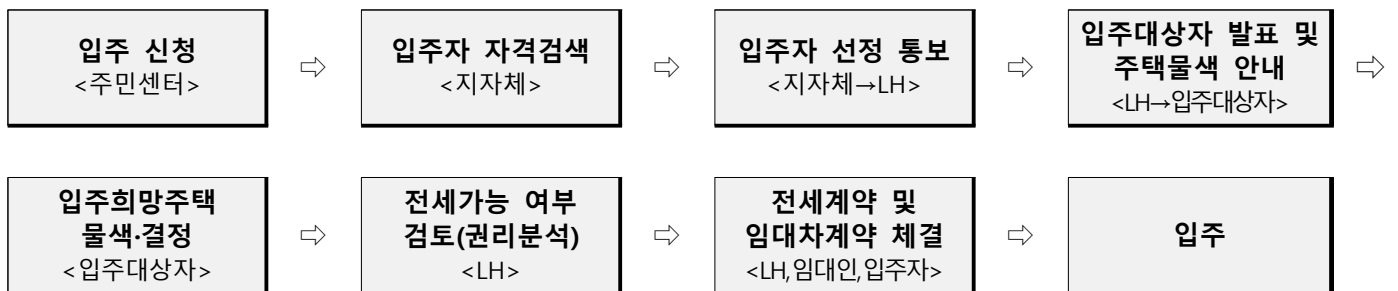 입주 신청
<주민센터>
⇨
입주자 자격검색
<지자체>
⇨
입주자 선정 통보
<지자체→LH>
⇨
입주대상자 발표 및
주택물색 안내
<LH→입주대상자>
⇨
입주희망주택
물색·결정
<입주대상자>
⇨
전세가능 여부
검토(권리분석)
<LH>
⇨
전세계약 및
임대차계약 체결
<LH,임대인,입주자>
⇨
입주